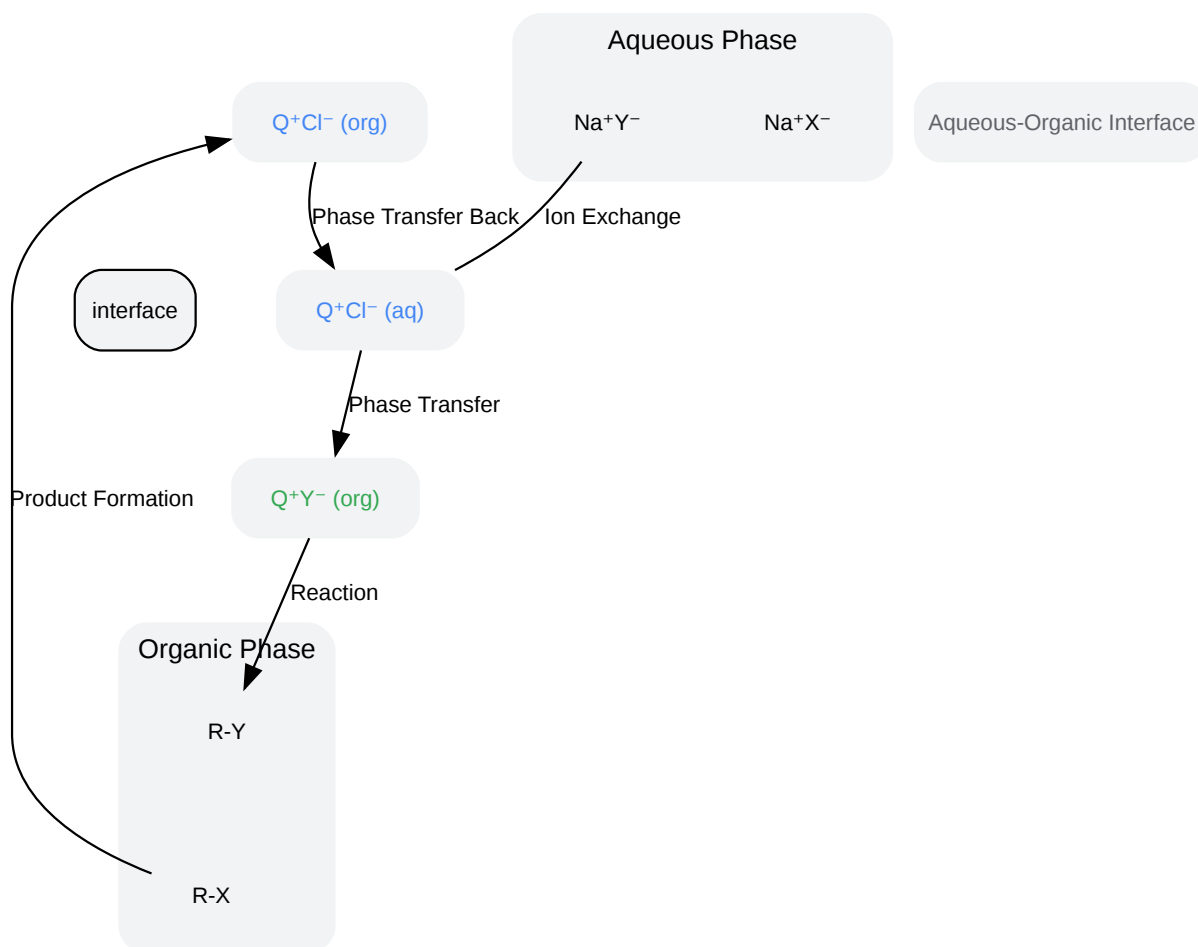 Aqueous Phase
Q⁺Cl⁻ (org)
Na⁺Y⁻
Na⁺X⁻
Aqueous-Organic Interface
Phase Transfer Back
Ion Exchange
interface
Q⁺Cl⁻ (aq)
Phase Transfer
Product Formation
Q⁺Y⁻ (org)
Reaction
Organic Phase
R-Y
R-X